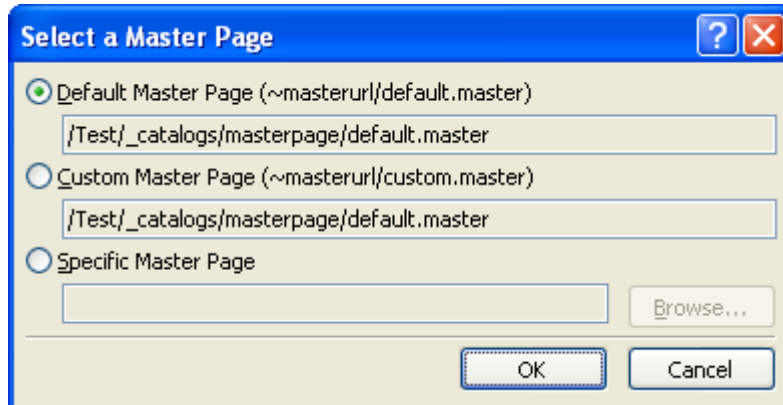 Select a Master Page
Default Master Page (~masterurl/default.master)
/Test/_catalogs/masterpage/default.master
Custom Master Page (~masterurl/custom.master)
/Test/_catalogs/masterpage/default.master
Specific Master Page
Browse...
OK Cancel